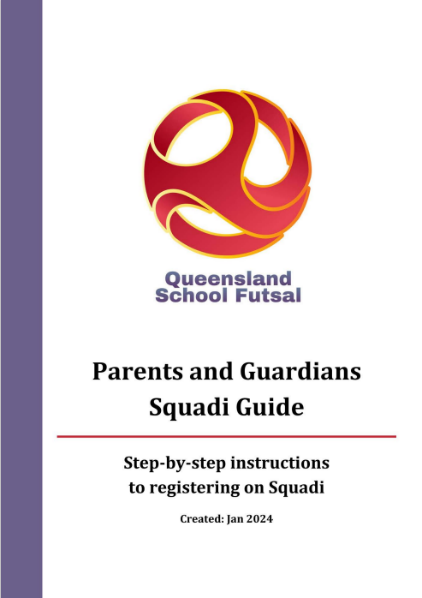 Queensland
School Futsal
Parents and Guardians
Squadi Guide
Step-by-step instructions
to registering on Squadi
Created: Jan 2024